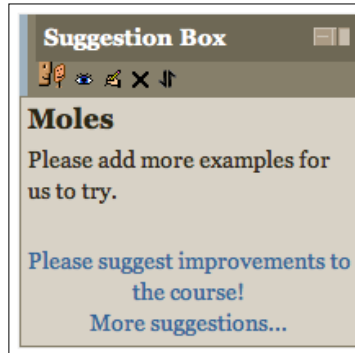 Suggestion Box
Moles
Please add more examples for
us to try.
Please suggest improvements to
the course!
More suggestions...